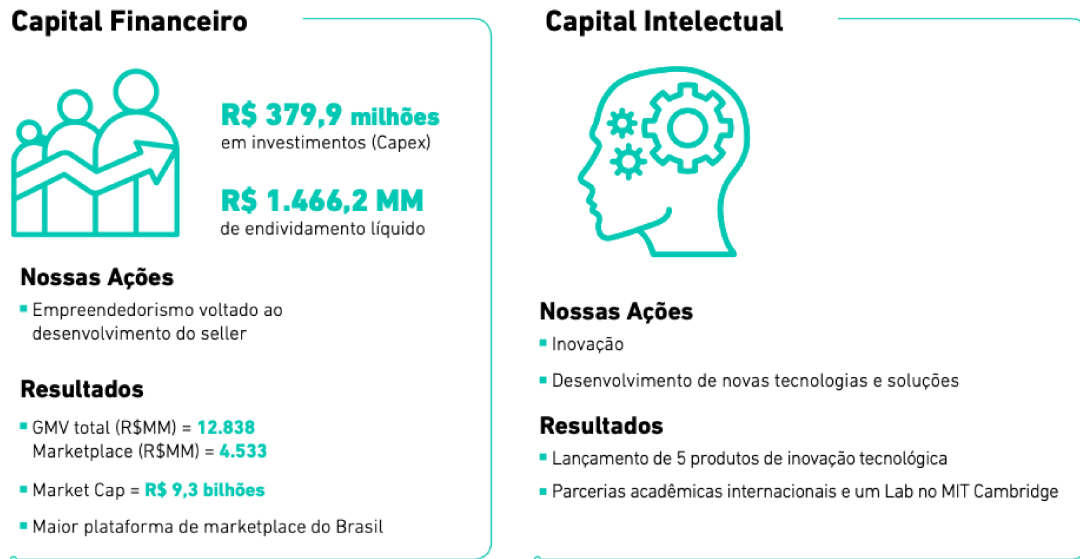 Capital Financeiro
R$ 379,9 milhões
em investimentos (Capex)
R$ 1.466,2 MM
de endividamento líquido
Nossas Ações
Empreendedorismo voltado ao
desenvolvimento do seller
Resultados
GMV total (R$MM) = 12.838
Marketplace (R$MM) = 4.533
Market Cap = R$ 9,3 bilhões
Maior plataforma de marketplace do Brasil
Capital Intelectual
Nossas Ações
Inovação
Desenvolvimento de novas tecnologias e soluções
Resultados
Lançamento de 5 produtos de inovação tecnológica
Parcerias acadêmicas internacionais e um Lab no MIT Cambridge